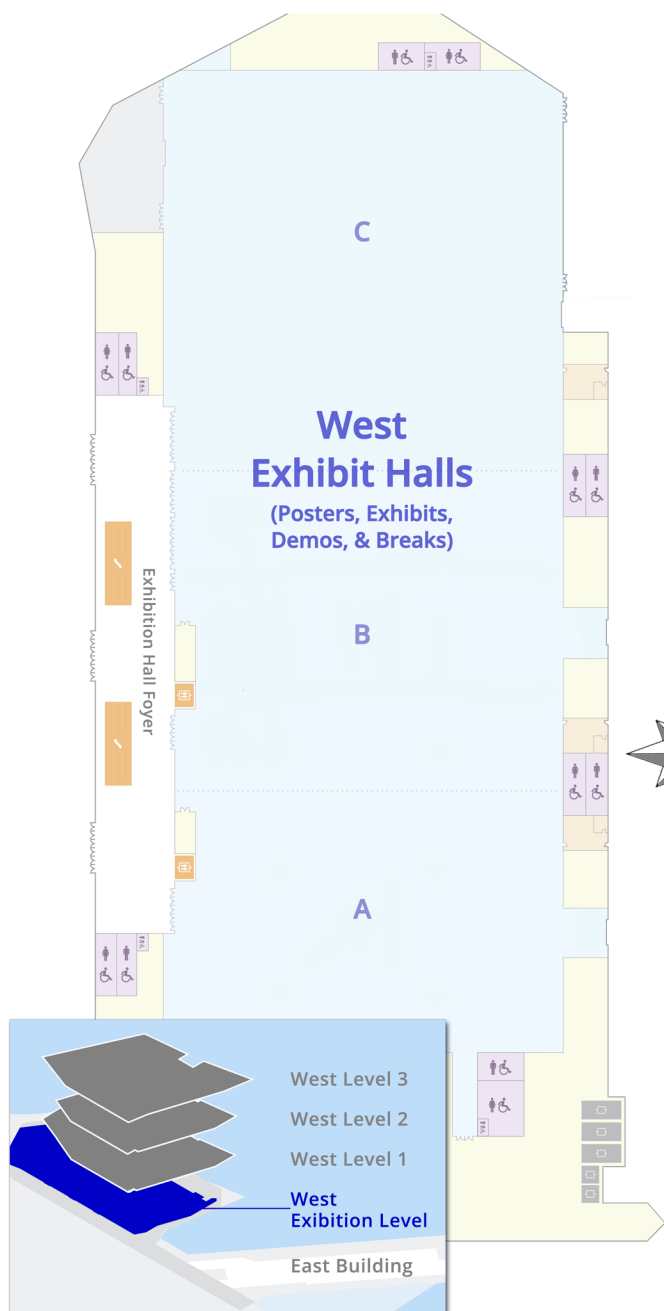 C
West
Exhibit Halls
(Posters, Exhibits,
Demos, & Breaks)
Exhibition Hall Foyer
B
A
West Level 3
West Level 2
West Level 1
West
Exibition Level
East Building